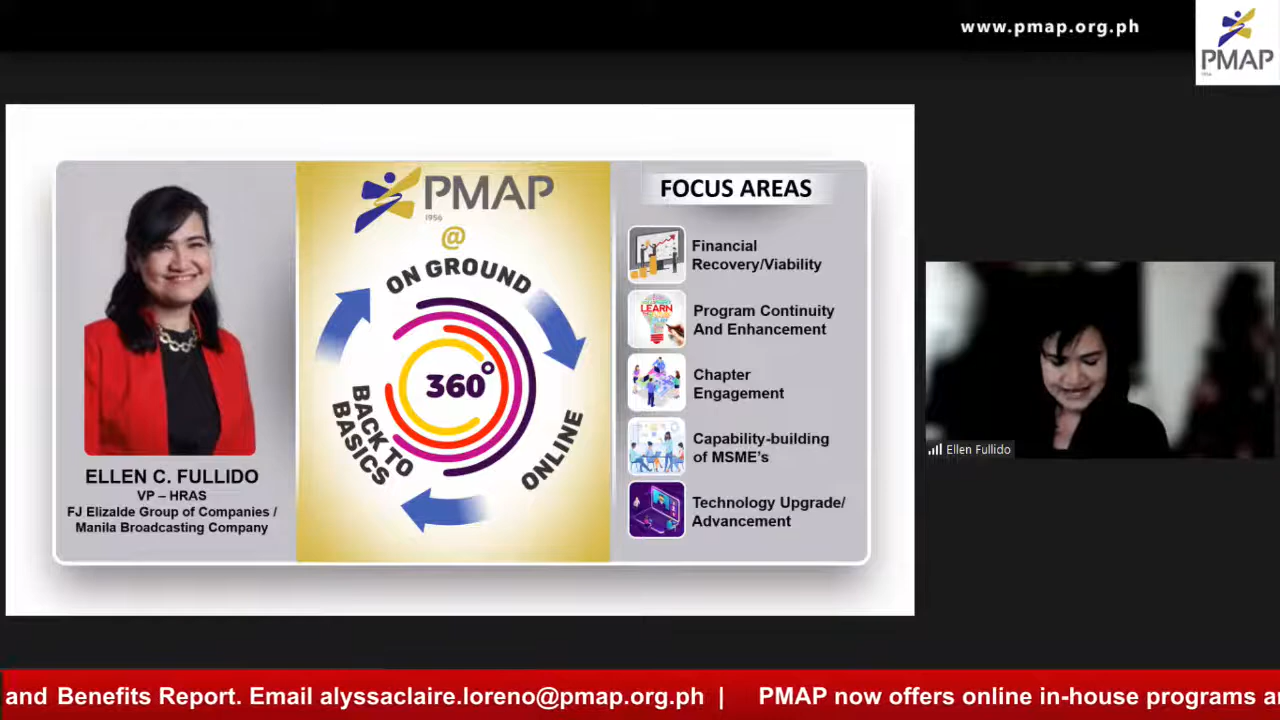 www.pmap.org.ph
PMAP
1956
PMAP
1956
@
ON GROUND
ONLINE
BACK TO
BASICS
360°
ELLEN C. FULLIDO
VP – HRAS
FJ Elizalde Group of Companies /
Manila Broadcasting Company
FOCUS AREAS
Financial
Recovery/Viability
LEARN
Program Continuity
And Enhancement
Chapter
Engagement
Capability-building
of MSME's
Technology Upgrade/
Advancement
Ellen Fullido
and Benefits Report. Email alyssaclaire.loreno@pmap.org.ph | PMAP now offers online in-house programs a